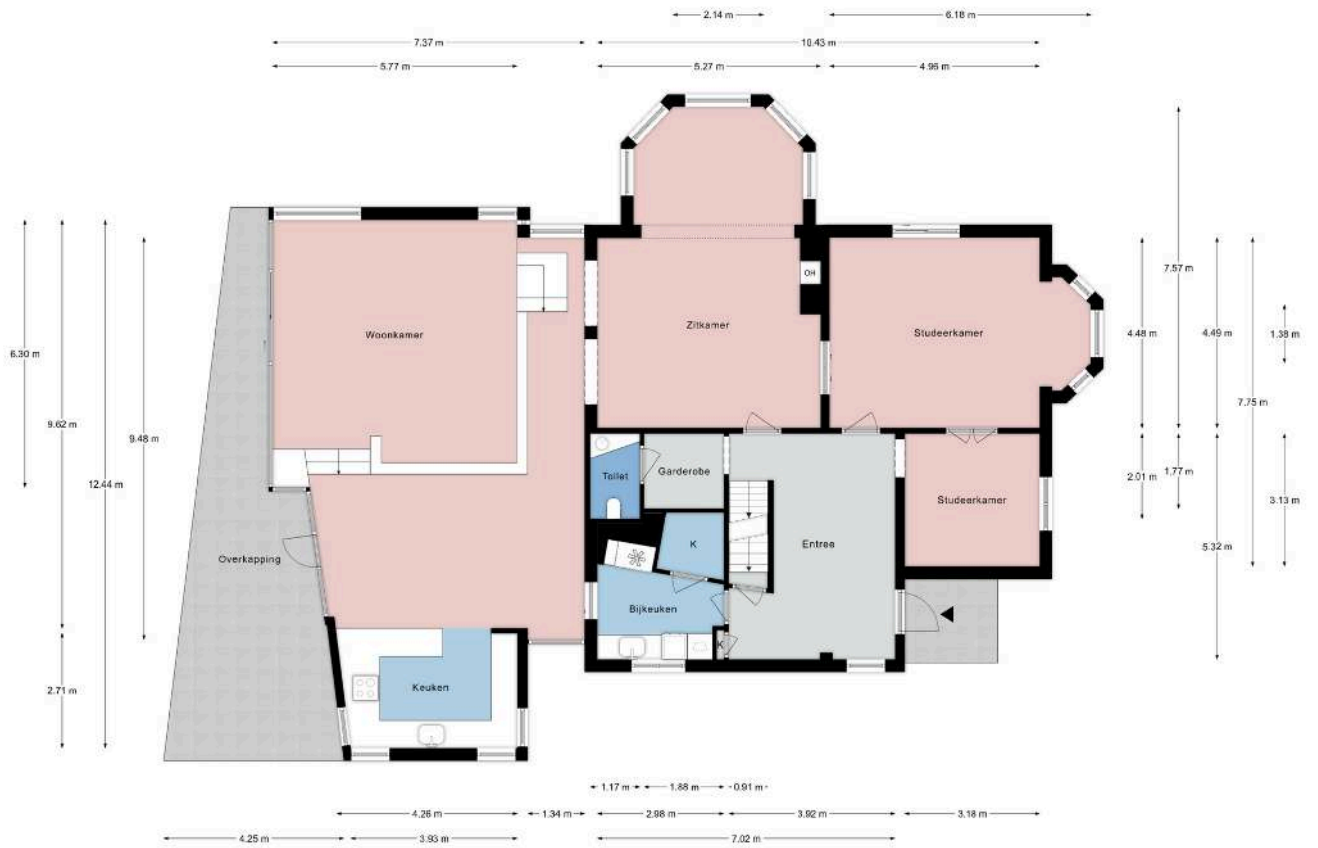 2.14 m
6.18 m
7.37 m
10.43 m
5.77 m
5.27 m
4.96 m
OH
Woonkamer
Zitkamer
Studeerkamer
6.30 m
9.62 m
12.44 m
9.48 m
4.48 m
7.57 m
4.49 m
1.38 m
7.75 m
Toilet
Garderobe
2.01 m
1.77 m
3.13 m
Studeerkamer
K
Entree
5.32 m
Overkapping
Bijkeuken
K
2.71 m
Keuken
1.17 m
1.88 m
0.91 m
4.26 m
1.34 m
2.98 m
3.92 m
3.18 m
4.25 m
3.93 m
7.02 m